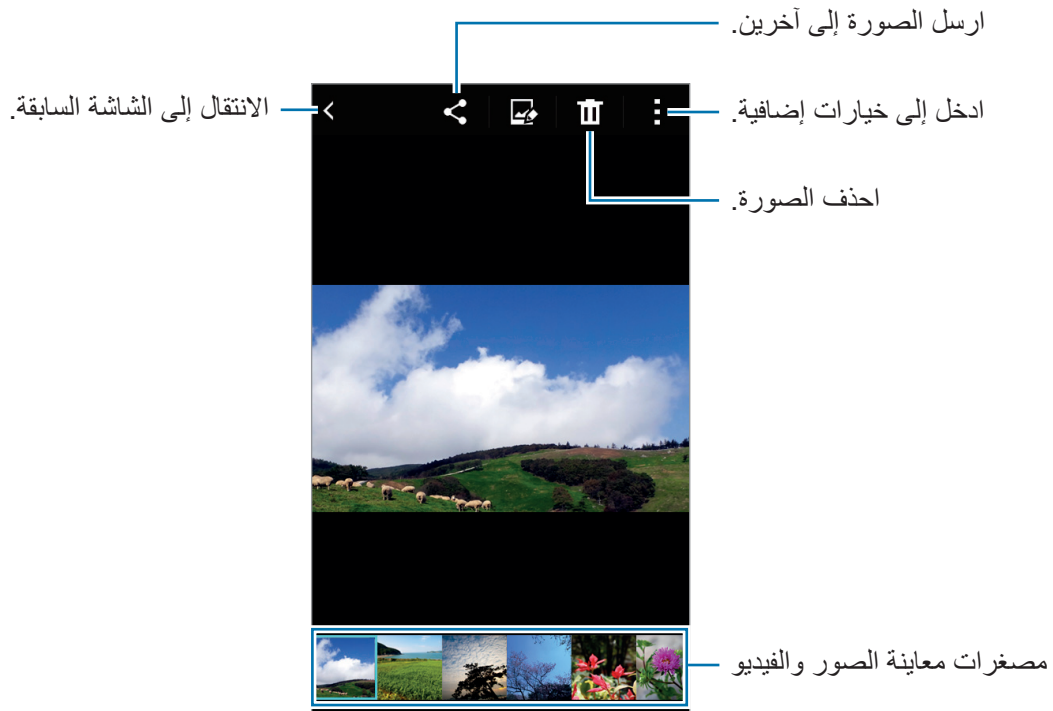 ارسل الصورة إلى آخرين.
الانتقال إلى الشاشة السابقة.
ادخل إلى خيارات إضافية.
احذف الصورة.
مصغرات معاينة الصور والفيديو